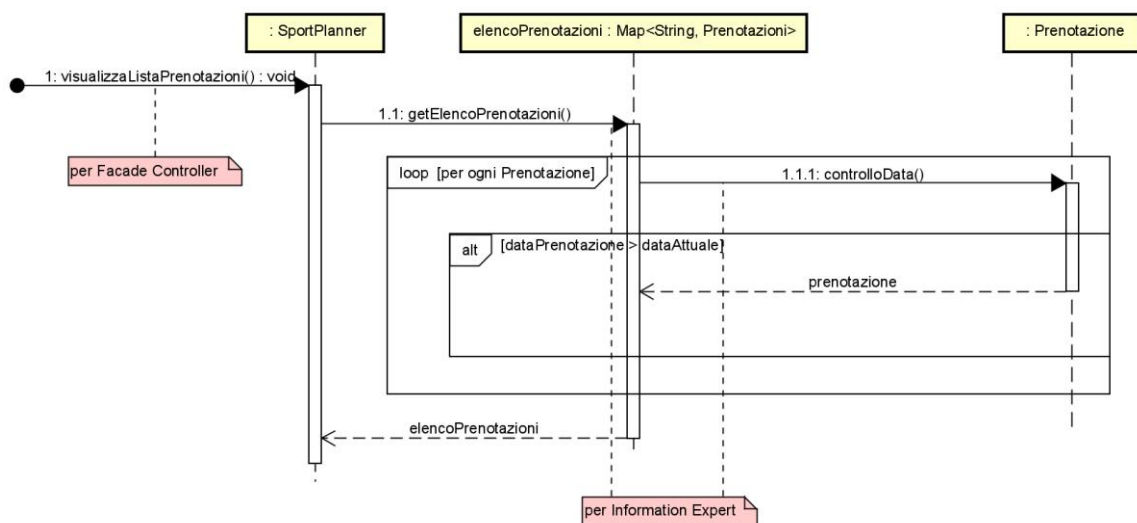 : SportPlanner
elencoPrenotazioni : Map<String, Prenotazioni>
: Prenotazione
1: visualizzaListaPrenotazioni() : void
1.1: getElencoPrenotazioni()
per Facade Controller
loop [per ogni Prenotazione]
1.1.1: controlloData()
alt [dataPrenotazione > dataAttuale]
prenotazione
elencoPrenotazioni
per Information Expert